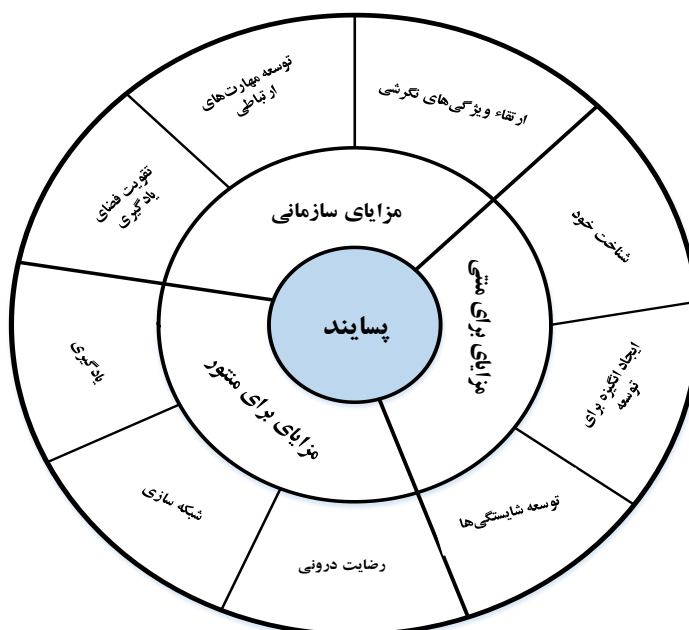 توسعه مهارت‌های
ارتباطی
ارتقاء ویژگی‌های نگرشی
تقویت فضای
یادگیری
مزایای سازمانی
شناخت خود
مزایای برای منتی
پسایند
ایجاد انگیزه برای
توسعه
یادگیری
مزایای برای منتور
توسعه شایستگی‌ها
شبکه سازی
رضایت درونی